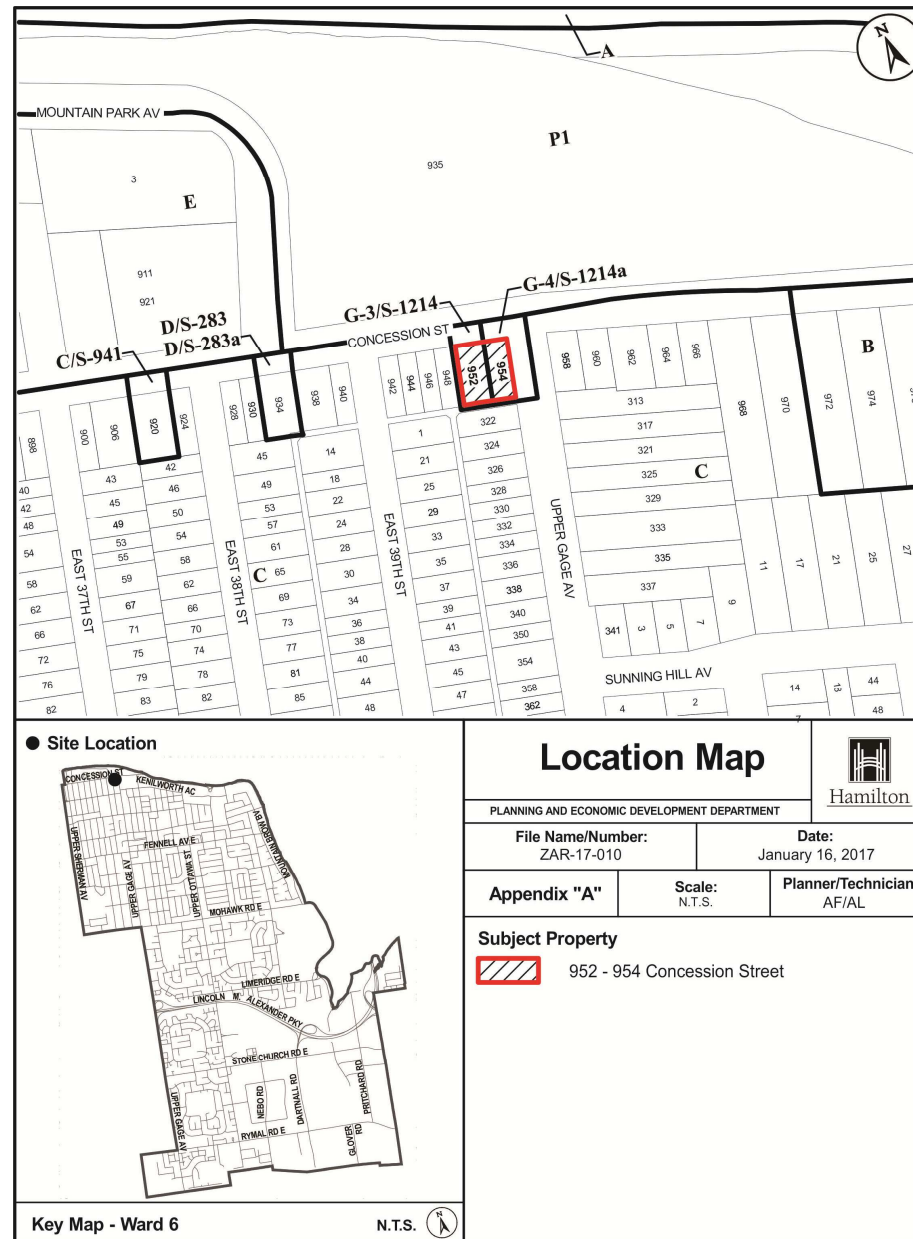 A
N
MOUNTAIN PARK AV
P1
935
3
E
911
921
G-4/S-1214a
G-3/S-1214
D/S-283
D/S-283a
CONCESSION ST
C/S-941
B
952
954
958
960
962
964
966
968
970
972
974
942
944
946
948
938
940
928
930
934
920
924
900
906
898
313
317
321
325
C
329
333
335
337
341
3
5
7
9
11
17
21
25
27
322
324
326
328
330
332
334
336
338
340
350
354
358
362
UPPER GAGE AV
1
21
25
29
33
35
37
39
41
43
45
47
EAST 39TH ST
14
18
22
24
28
30
34
36
38
40
44
48
45
49
53
57
61
65
C
69
73
77
81
85
EAST 38TH ST
42
46
50
54
58
62
66
70
74
78
82
43
45
49
53
55
59
67
71
75
79
83
EAST 37TH ST
40
42
48
54
58
62
66
72
76
82
SUNNING HILL AV
4
2
14
18
44
48
Site Location
CONCESSION ST
KENILWORTH AC
UPPER SHERMAN AV
UPPER GAGE AV
FENNELL AV E
UPPER OTTAWA ST
MOUNTAIN BROW BV
MOHAWK RD E
LIMERIDGE RD E
LINCOLN M. ALEXANDER PKY
STONE CHURCH RD E
UPPER GAGE AV
NEBO RD
DARTNALL RD
PRITCHARD RD
RYMAL RD E
GLOVER RD
Key Map - Ward 6
N.T.S.
N
Location Map
Hamilton
PLANNING AND ECONOMIC DEVELOPMENT DEPARTMENT
File Name/Number:
ZAR-17-010
Date:
January 16, 2017
Appendix "A"
Scale:
N.T.S.
Planner/Technician
AF/AL
Subject Property
952 - 954 Concession Street